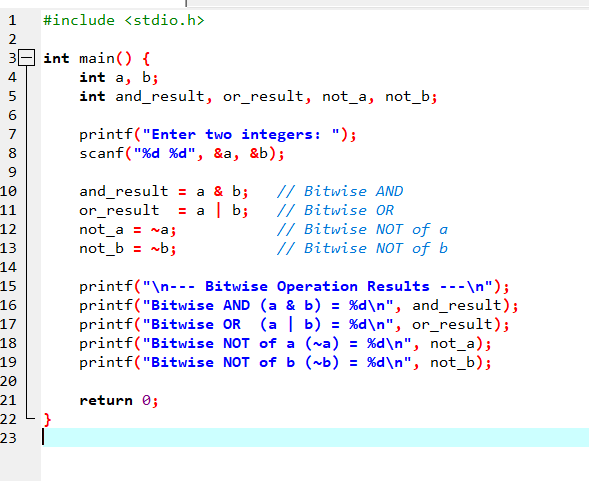 1 #include <stdio.h>
2
3 int main() {
4     int a, b;
5     int and_result, or_result, not_a, not_b;
6
7     printf("Enter two integers: ");
8     scanf("%d %d", &a, &b);
9
10     and_result = a & b;   // Bitwise AND
11     or_result  = a | b;   // Bitwise OR
12     not_a = ~a;           // Bitwise NOT of a
13     not_b = ~b;           // Bitwise NOT of b
14
15     printf("\n--- Bitwise Operation Results ---\n");
16     printf("Bitwise AND (a & b) = %d\n", and_result);
17     printf("Bitwise OR  (a | b) = %d\n", or_result);
18     printf("Bitwise NOT of a (~a) = %d\n", not_a);
19     printf("Bitwise NOT of b (~b) = %d\n", not_b);
20
21     return 0;
22 }
23